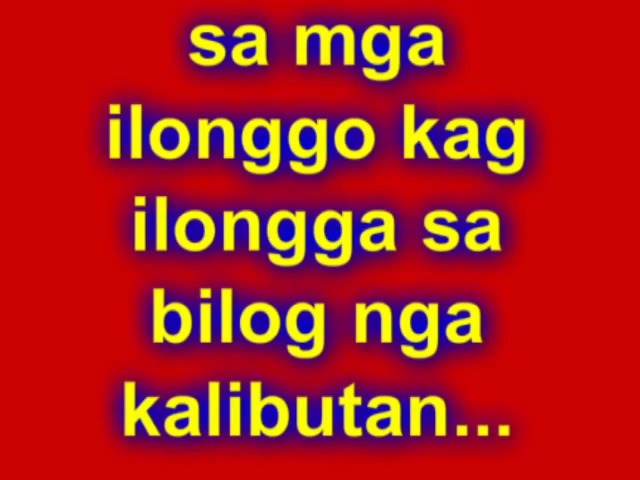 sa mga
ilonggo kag
ilongga sa
bilog nga
kalibutan...